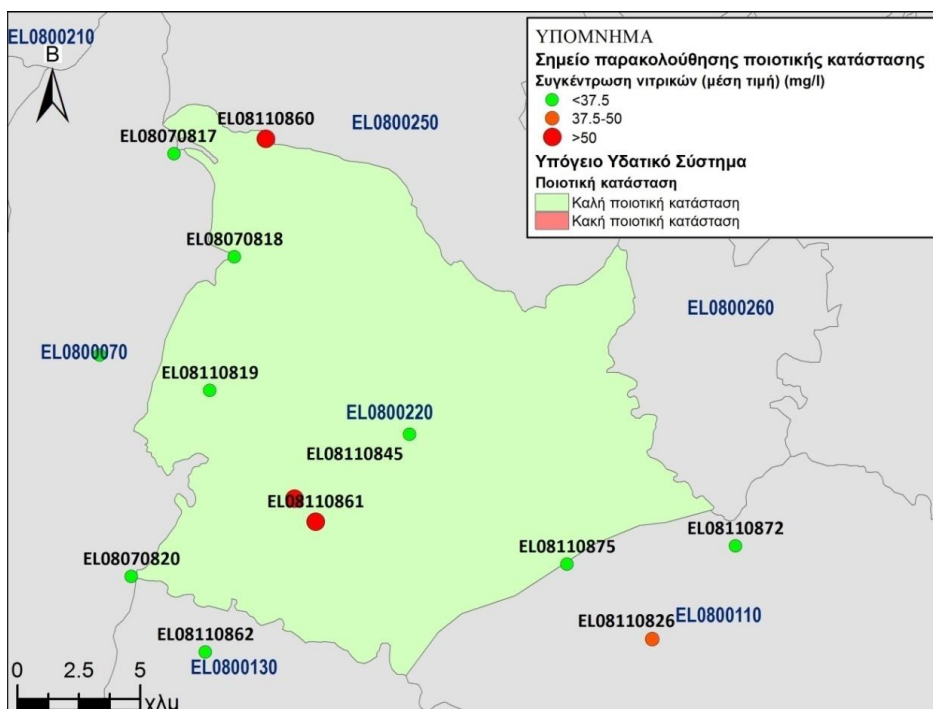 EL0800210
Β
EL08110860
EL0800250
EL08070817
ΥΠΟΜΝΗΜΑ
Σημείο παρακολούθησης ποιοτικής κατάστασης
Συγκέντρωση νιτρικών (μέση τιμή) (mg/l)
<37.5
37.5-50
>50
Υπόγειο Υδατικό Σύστημα
Ποιοτική κατάσταση
Καλή ποιοτική κατάσταση
Κακή ποιοτική κατάσταση
EL08070818
EL0800260
EL0800070
EL08110819
EL0800220
EL08110845
EL08110861
EL08110872
EL08110875
EL08070820
EL08110826
EL0800110
EL08110862
EL0800130
0 2.5 5
χλμ